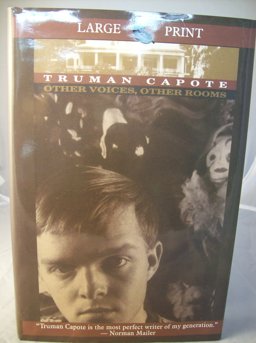 LARGE PRINT
TRUMAN CAPOTE
OTHER VOICES, OTHER ROOMS
"Truman Capote is the most perfect writer of my generation."
— Norman Mailer